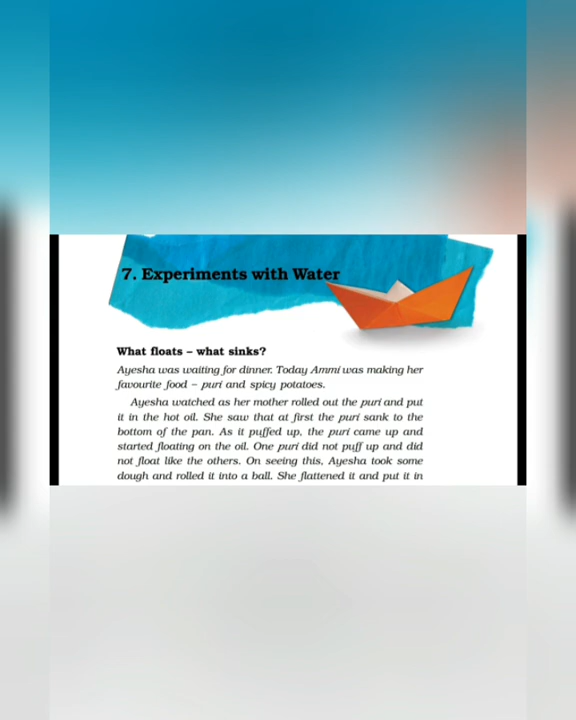 7. Experiments with Water
What floats – what sinks?
Ayesha was waiting for dinner. Today Ammi was making her
favourite food – puri and spicy potatoes.
Ayesha watched as her mother rolled out the puri and put
it in the hot oil. She saw that at first the puri sank to the
bottom of the pan. As it puffed up, the puri came up and
started floating on the oil. One puri did not puff up and did
not float like the others. On seeing this, Ayesha took some
dough and rolled it into a ball. She flattened it and put it in